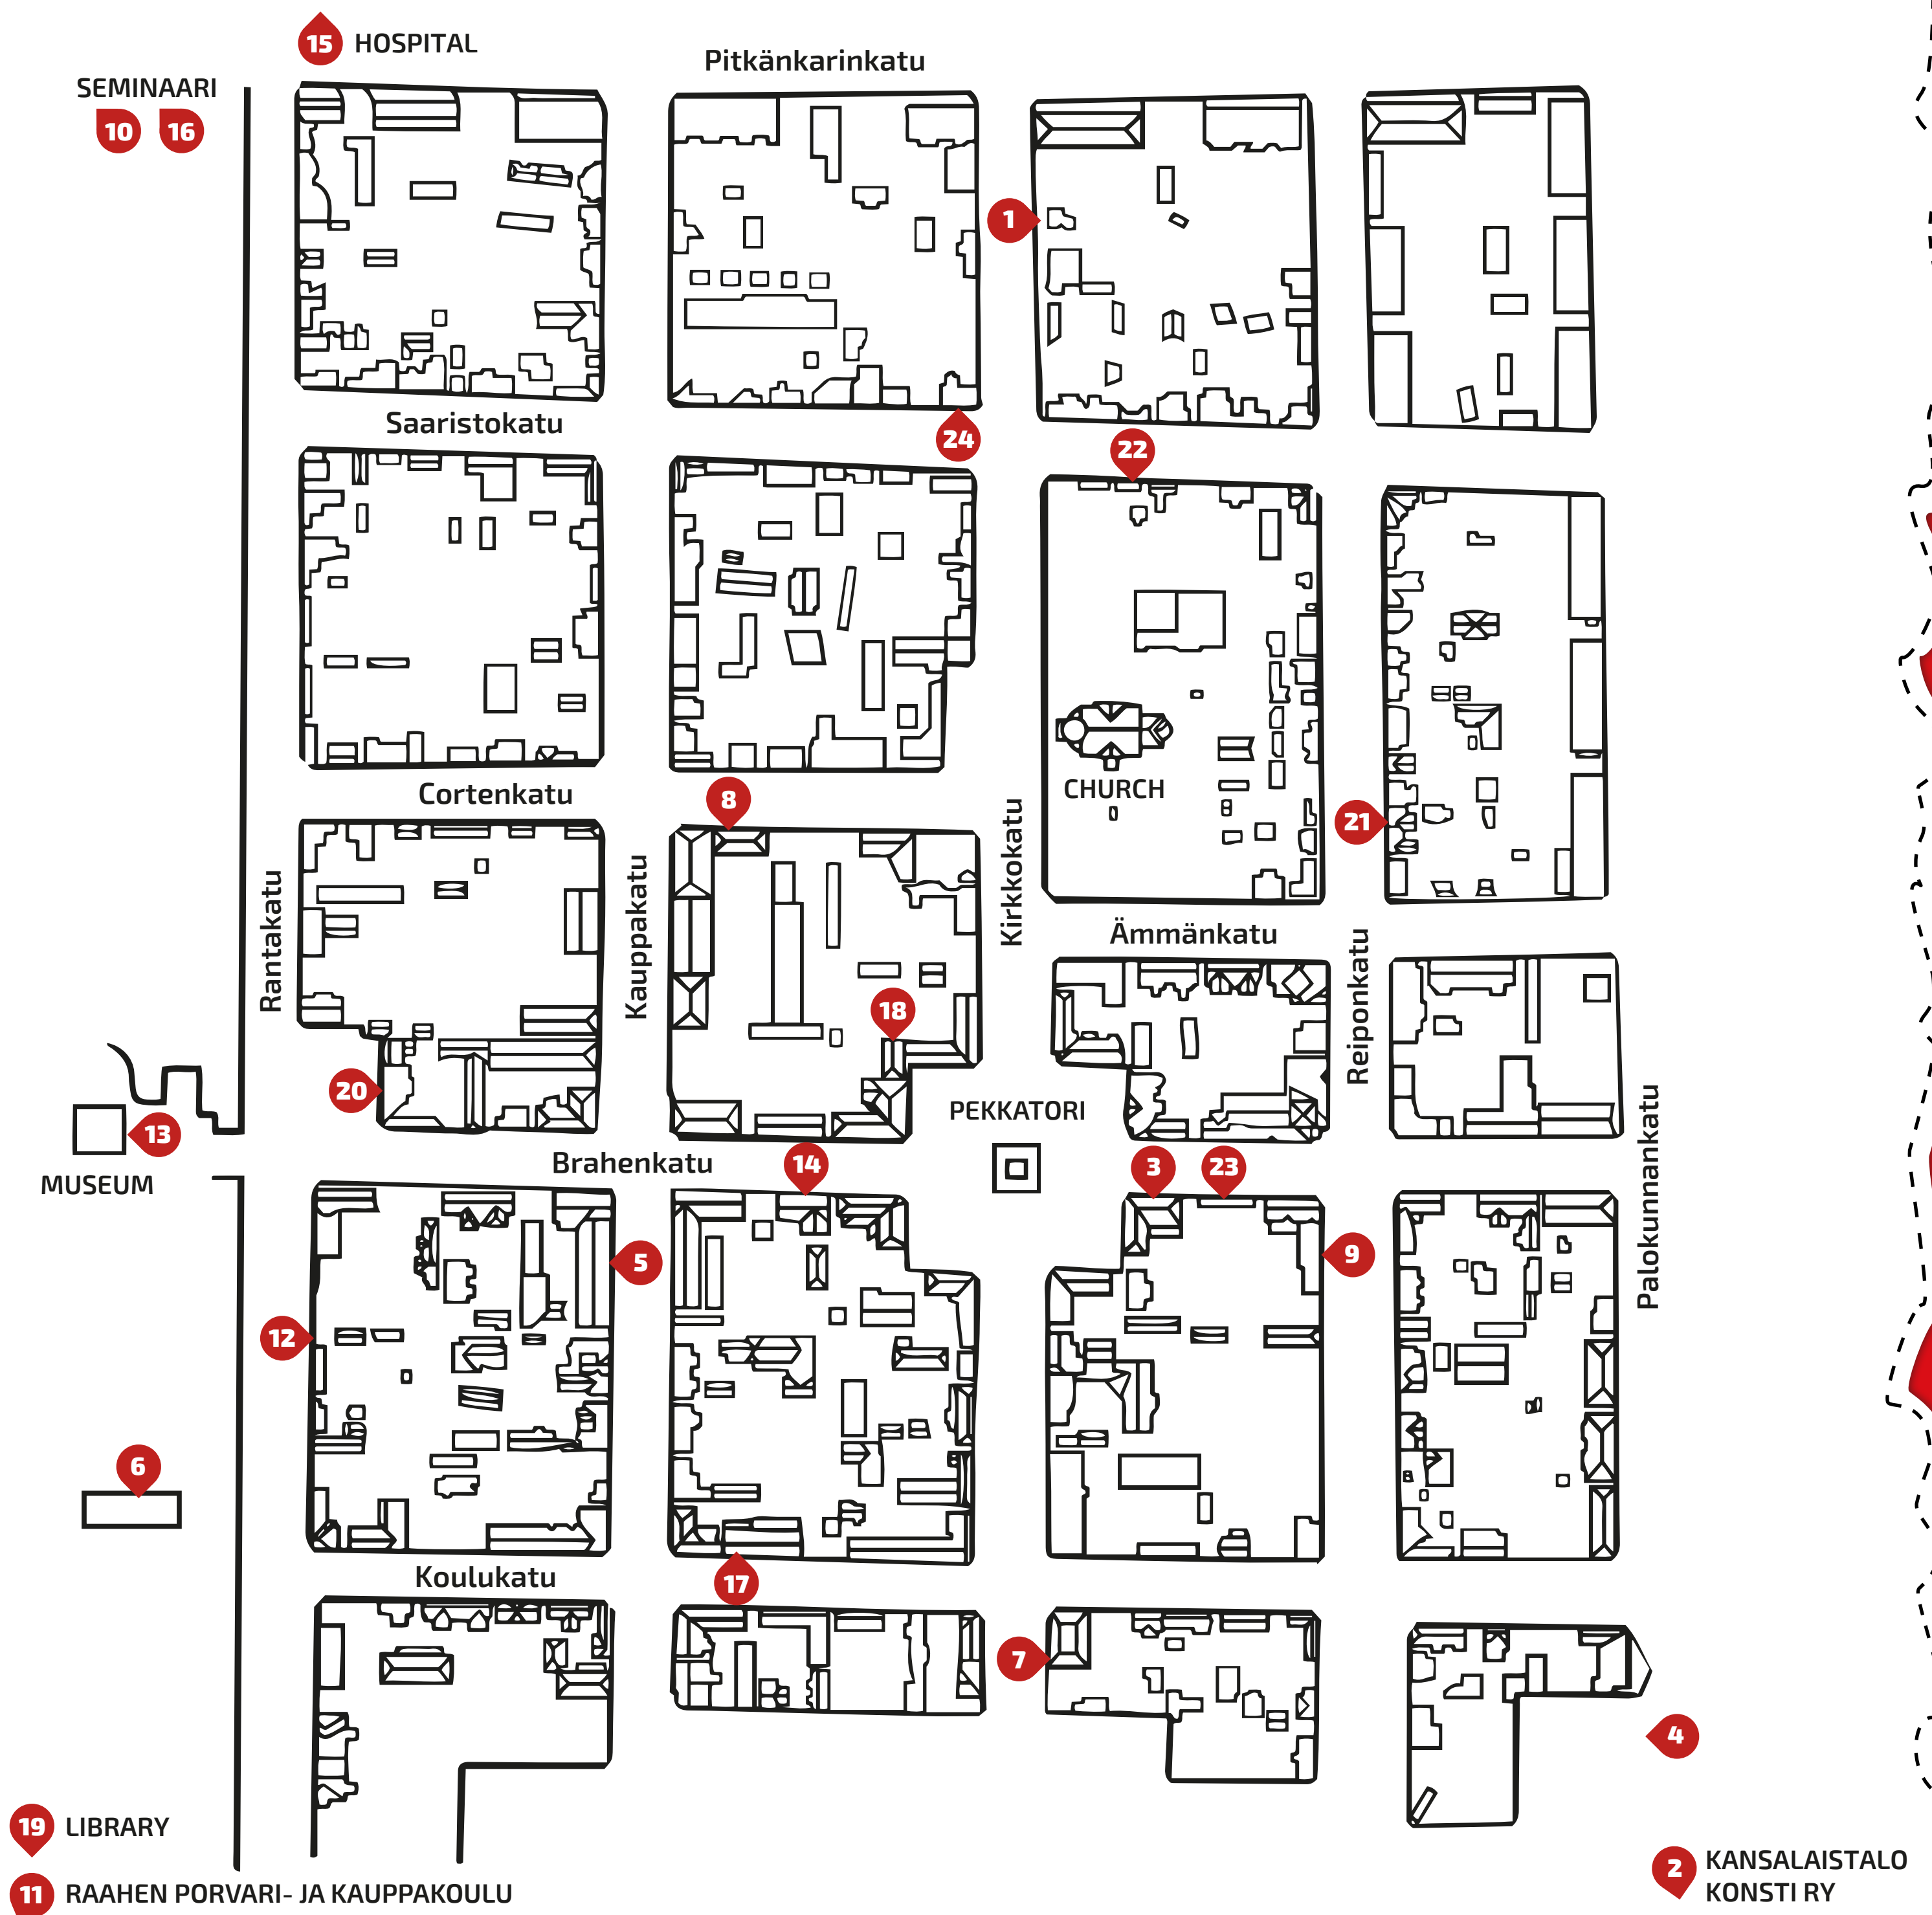 15 HOSPITAL
Pitkänkarinkatu
SEMINAARI
10 16
1
Saaristokatu
24
22
Cortenkatu
8
CHURCH
21
Rantakatu
Kauppakatu
Kirkkokatu
Ämmänkatu
Reiponkatu
18
20
13
MUSEUM
PEKKATORI
Palokunnankatu
Brahenkatu
14
3
23
5
9
12
6
Koulukatu
17
7
4
19 LIBRARY
11 RAAHEN PORVARI- JA KAUPPAKOULU
2 KANSALAISTALO
KONSTI RY